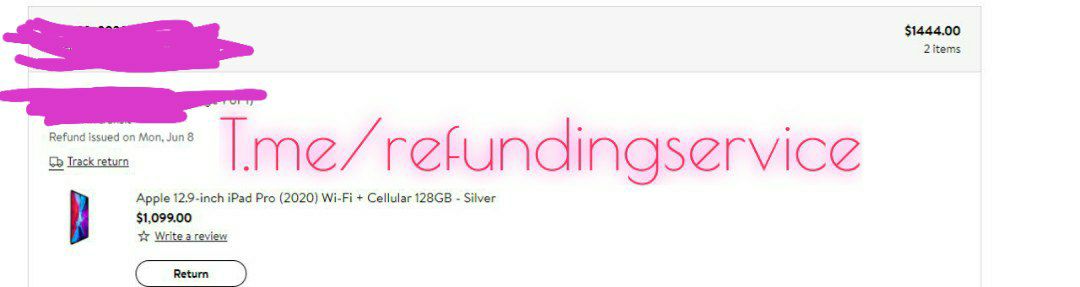 $1444.00
2 items
Refund issued on Mon, Jun 8
T.me/refundingservice
Track return
Apple 12.9-inch iPad Pro (2020) Wi-Fi + Cellular 128GB - Silver
$1,099.00
☆ Write a review
Return